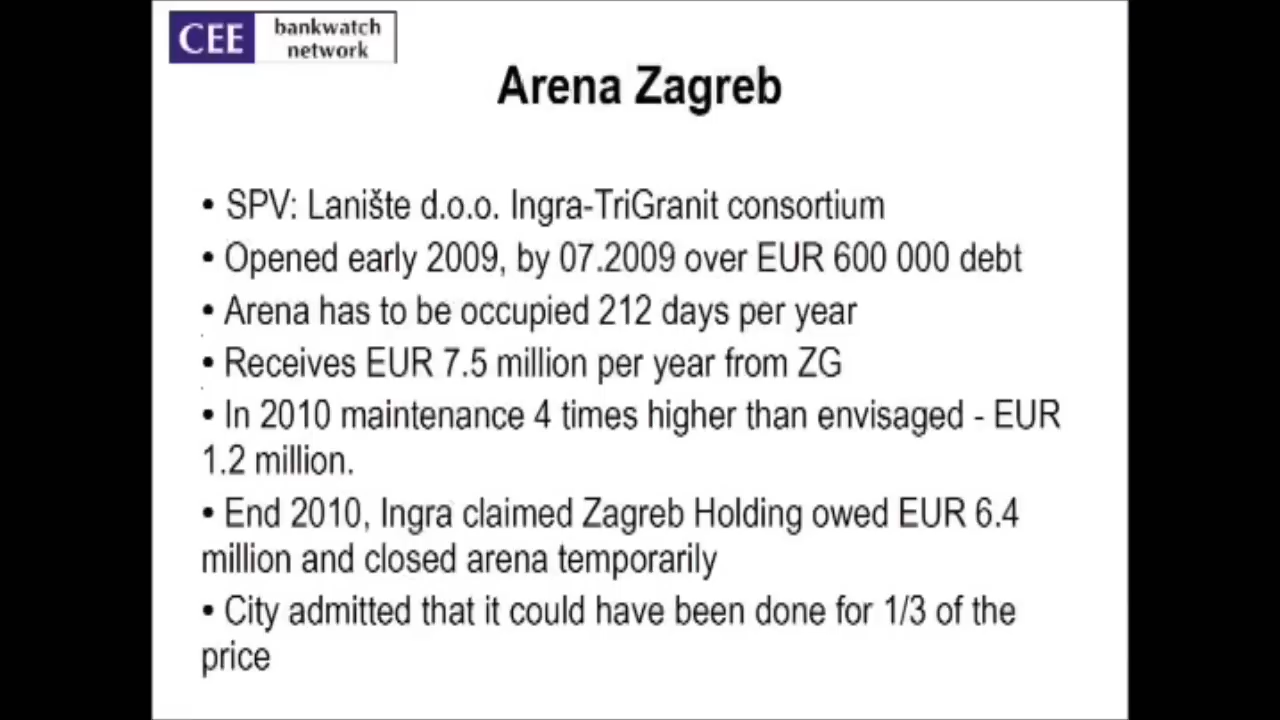 CEE bankwatch
network
Arena Zagreb
• SPV: Lanište d.o.o. Ingra-TriGranit consortium
• Opened early 2009, by 07.2009 over EUR 600 000 debt
• Arena has to be occupied 212 days per year
• Receives EUR 7.5 million per year from ZG
• In 2010 maintenance 4 times higher than envisaged - EUR
1.2 million.
• End 2010, Ingra claimed Zagreb Holding owed EUR 6.4
million and closed arena temporarily
• City admitted that it could have been done for 1/3 of the
price